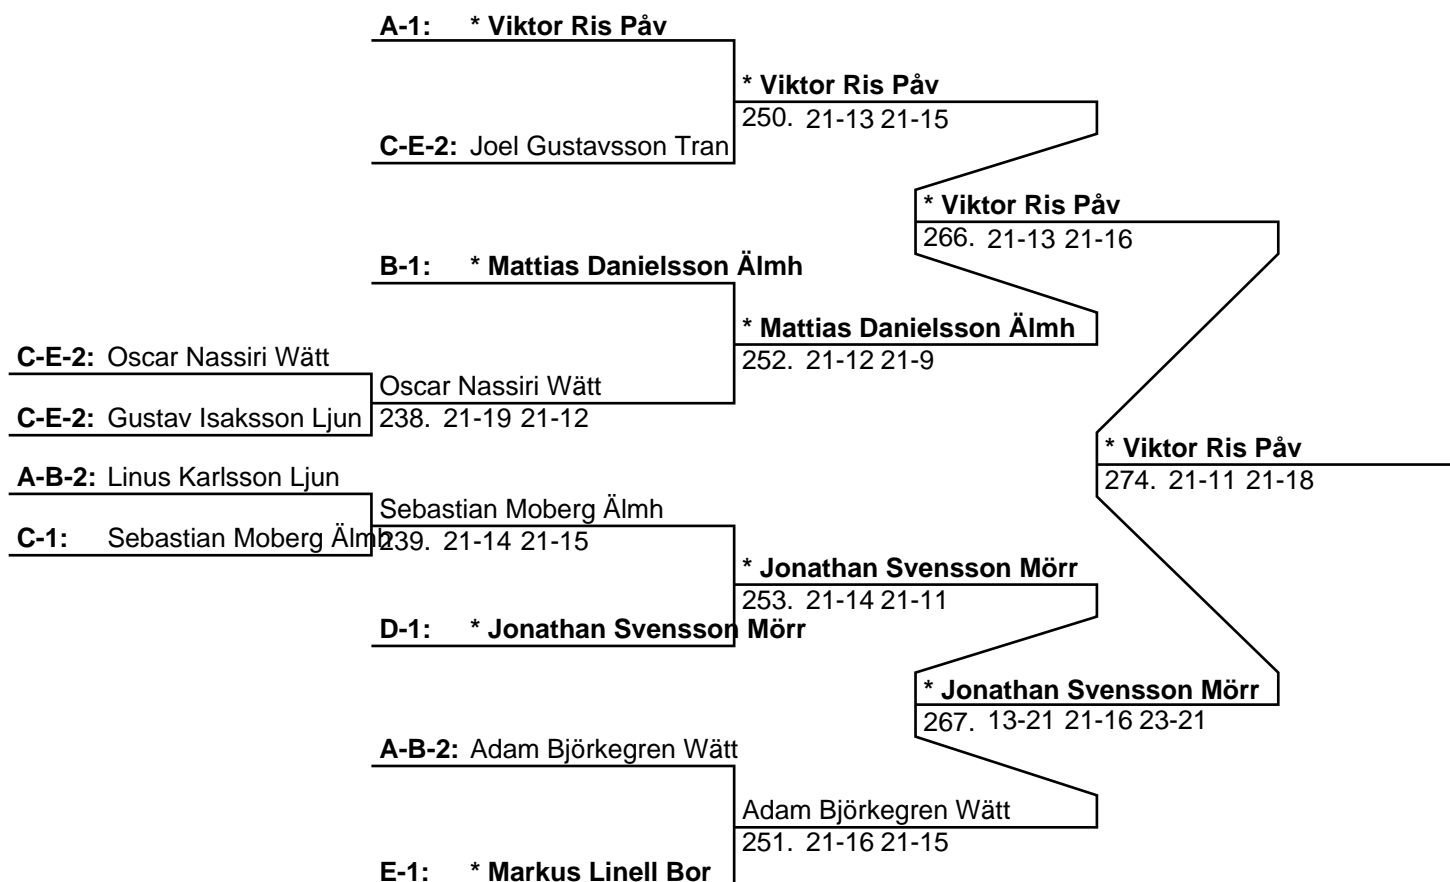 A-1: * Viktor Ris Påv
* Viktor Ris Påv
250. 21-13 21-15
C-E-2: Joel Gustavsson Tran
* Viktor Ris Påv
266. 21-13 21-16
B-1: * Mattias Danielsson Älmh
* Mattias Danielsson Älmh
252. 21-12 21-9
C-E-2: Oscar Nassiri Wätt
Oscar Nassiri Wätt
238. 21-19 21-12
C-E-2: Gustav Isaksson Ljun
* Viktor Ris Påv
274. 21-11 21-18
A-B-2: Linus Karlsson Ljun
Sebastian Moberg Älmh
239. 21-14 21-15
C-1: Sebastian Moberg Älmh
* Jonathan Svensson Mörr
253. 21-14 21-11
D-1: * Jonathan Svensson Mörr
* Jonathan Svensson Mörr
267. 13-21 21-16 23-21
A-B-2: Adam Björkegren Wätt
Adam Björkegren Wätt
251. 21-16 21-15
E-1: * Markus Linell Bor